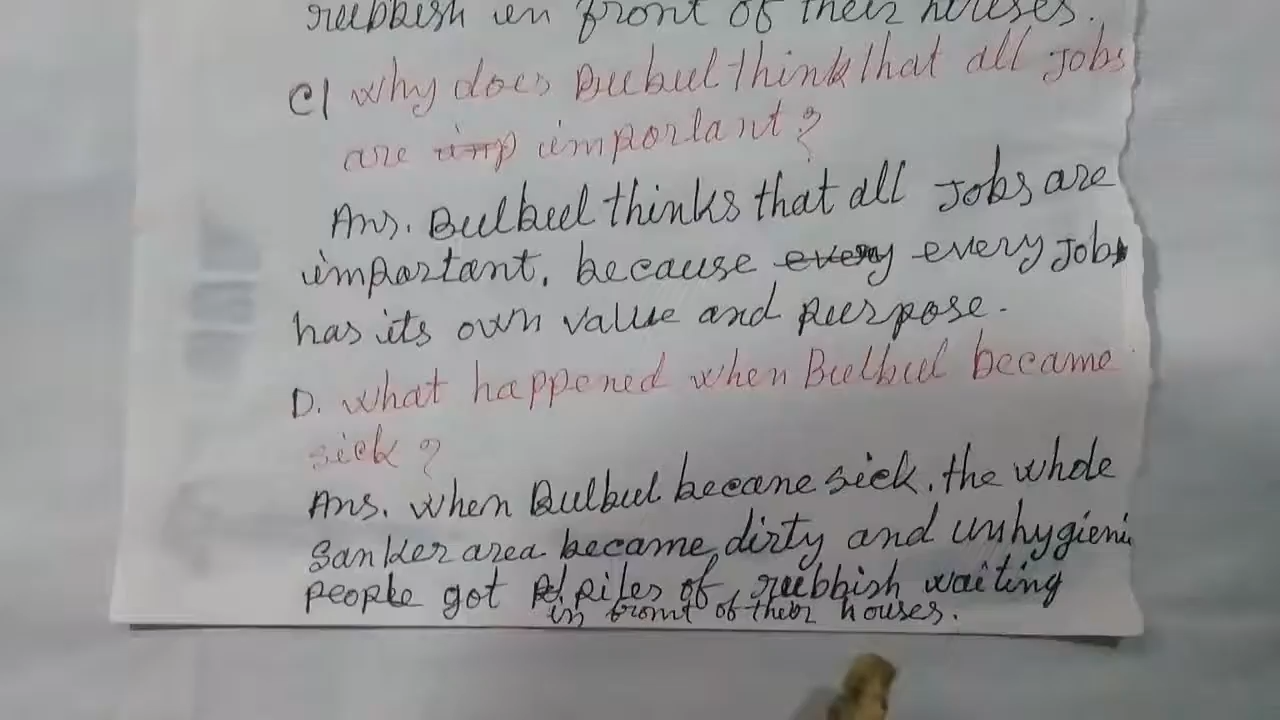 rubbish in front of their houses.
C) Why does Bulbul think that all Jobs
are imp important?
Ans. Bulbul thinks that all Jobs are
important, because every every Jobs
has its own value and purpose.
D. What happened when Bulbul became
sick?
Ans. When Bulbul became sick, the whole
Sanker area became dirty and unhygieni
people got piles of rubbish waiting
in front of their houses.